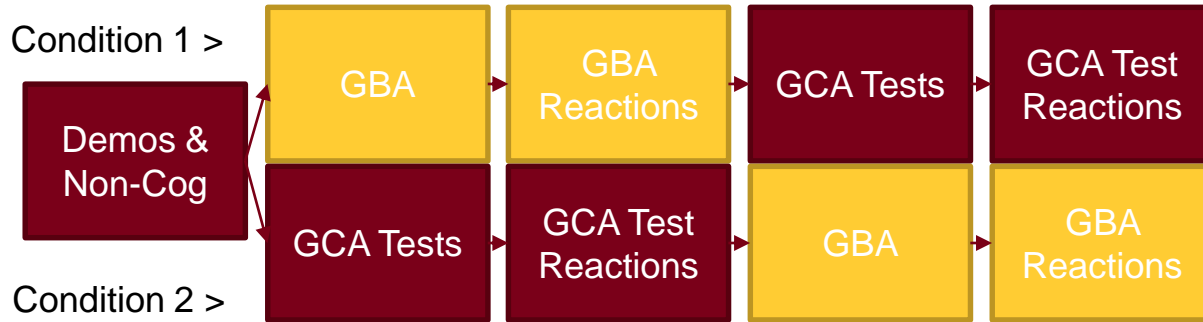 Condition 1 >
Demos &
Non-Cog
GBA
GBA
Reactions
GCA Tests
GCA Test
Reactions
GCA Tests
GCA Test
Reactions
GBA
GBA
Reactions
Condition 2 >